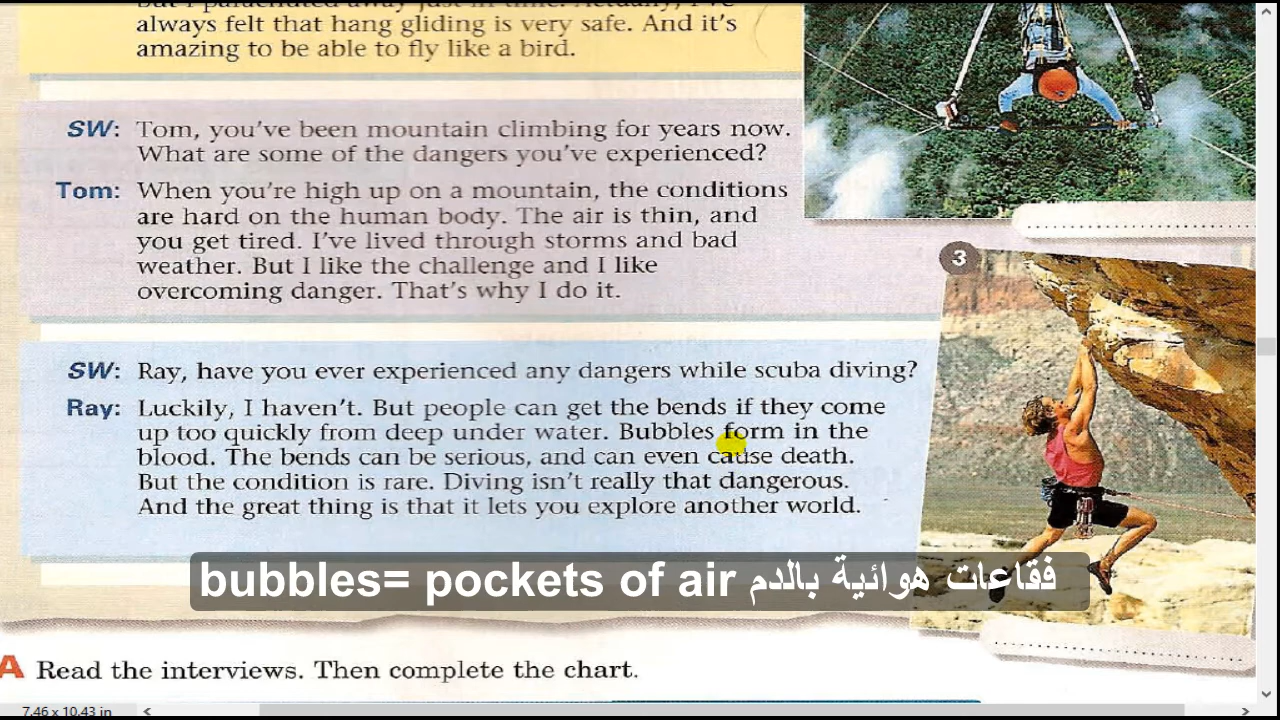 but I parachuted away just in time. Actually, I've
always felt that hang gliding is very safe. And it's
amazing to be able to fly like a bird.
SW: Tom, you've been mountain climbing for years now.
What are some of the dangers you've experienced?
Tom: When you're high up on a mountain, the conditions
are hard on the human body. The air is thin, and
you get tired. I've lived through storms and bad
weather. But I like the challenge and I like
overcoming danger. That's why I do it.
3
SW: Ray, have you ever experienced any dangers while scuba diving?
Ray: Luckily, I haven't. But people can get the bends if they come
up too quickly from deep under water. Bubbles form in the
blood. The bends can be serious, and can even cause death.
But the condition is rare. Diving isn't really that dangerous.
And the great thing is that it lets you explore another world.
bubbles= pockets of air فقاعات هوائية بالدم
A Read the interviews. Then complete the chart.
7.46 x 10.43 in